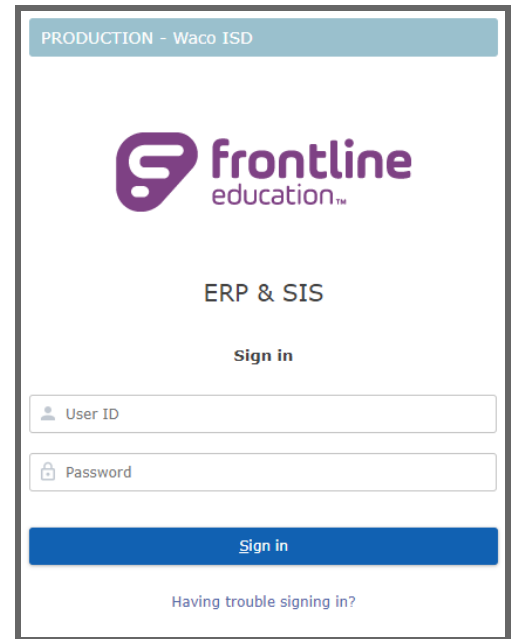 PRODUCTION - Waco ISD
frontline
education™
ERP & SIS
Sign in
User ID
Password
Sign in
Having trouble signing in?